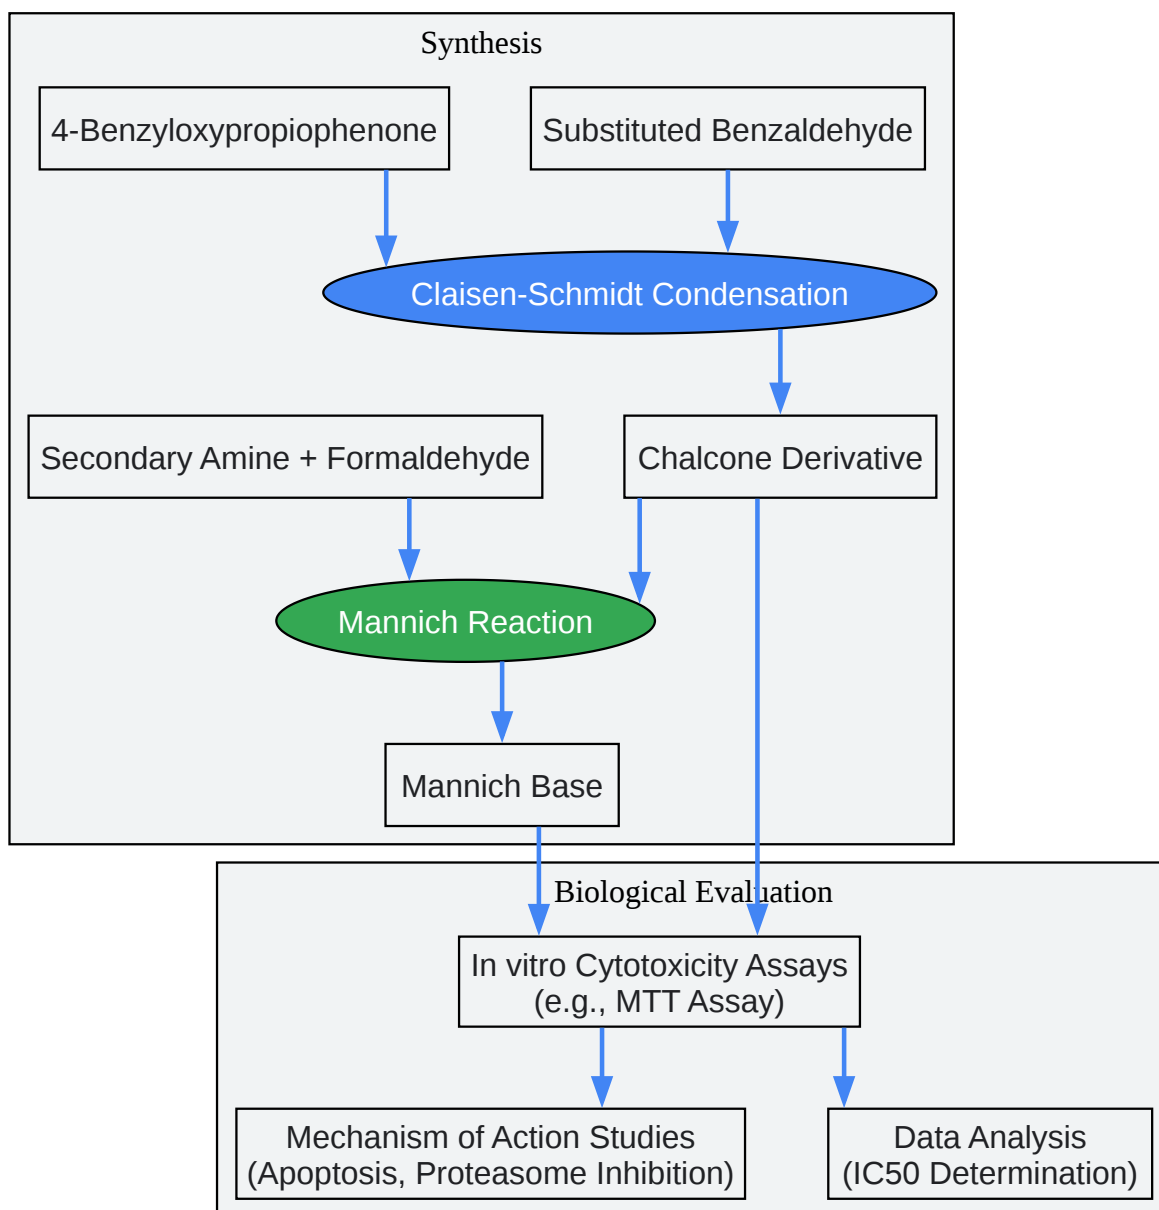 Synthesis
4-Benzyloxypropiophenone
Substituted Benzaldehyde
Claisen-Schmidt Condensation
Secondary Amine + Formaldehyde
Chalcone Derivative
Mannich Reaction
Mannich Base
Biological Evaluation
In vitro Cytotoxicity Assays
(e.g., MTT Assay)
Mechanism of Action Studies
(Apoptosis, Proteasome Inhibition)
Data Analysis
(IC50 Determination)